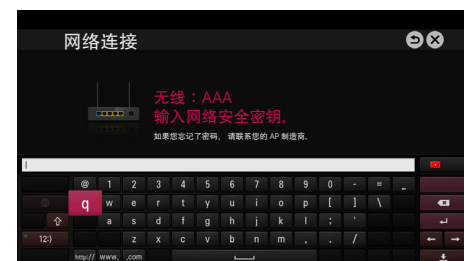 网络连接
无线：AAA
输入网络安全密钥。
如果您忘记了密码， 请联系您的 AP 制造商。
@ 1 2 3 4 5 6 7 8 9 0 - = _
q w e r t y u i o p [ ] \
a s d f g h j k l ; '
12:) z x c v b n m , . /
http:// www. .com